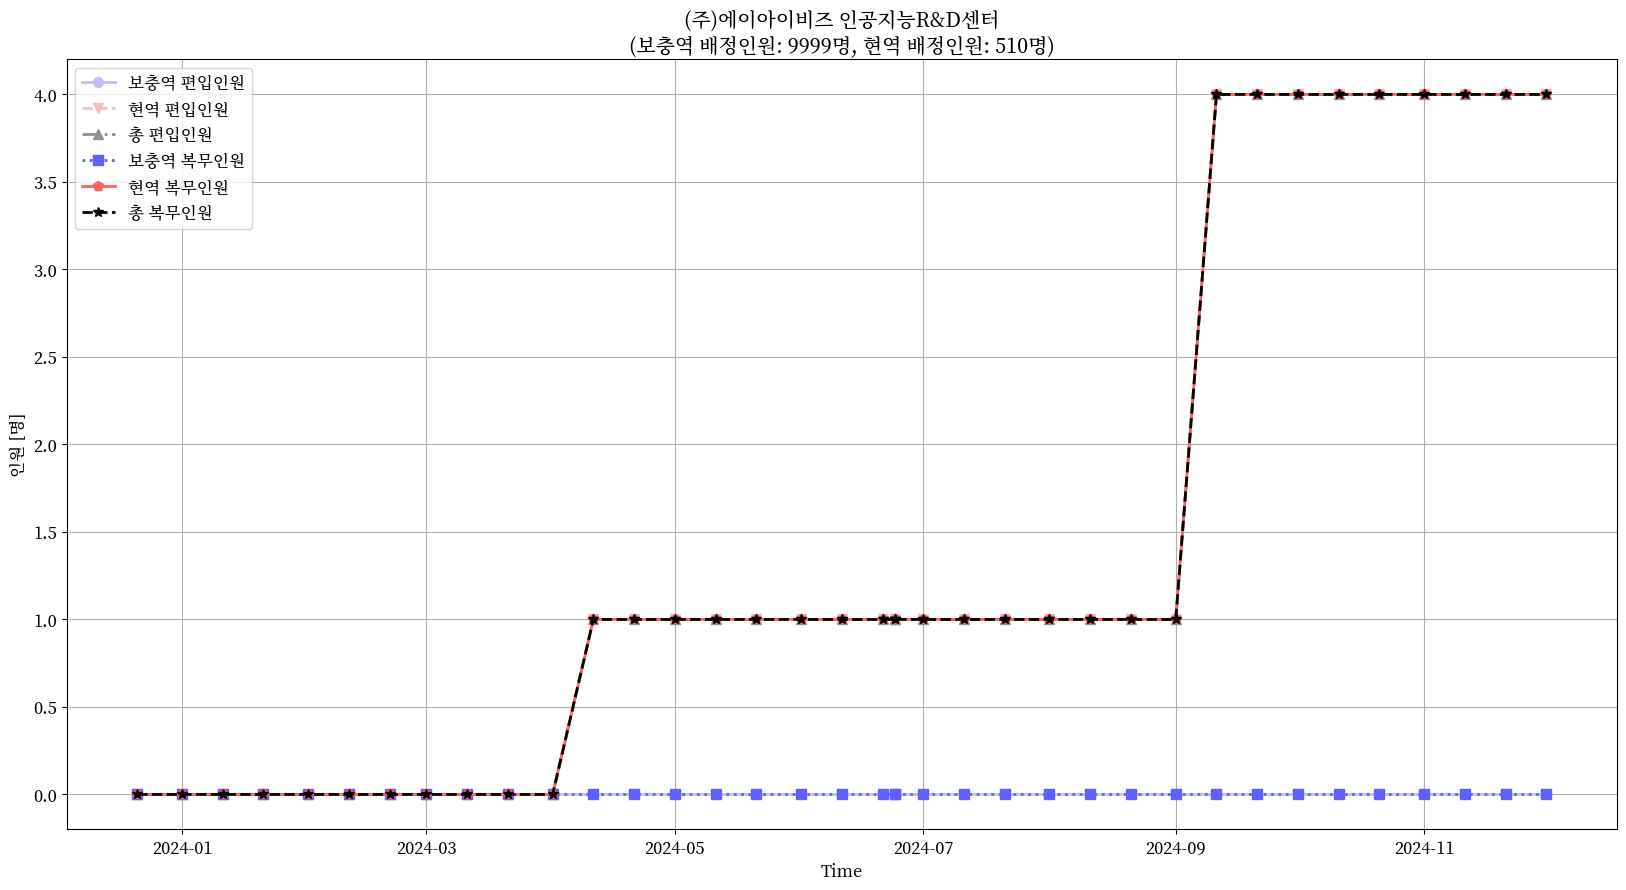 (주)에이아이비즈 인공지능R&D센터
(보충역 배정인원: 9999명, 현역 배정인원: 510명)
보충역 편입인원
현역 편입인원
총 편입인원
보충역 복무인원
현역 복무인원
총 복무인원
인원 [명]
4.0
3.5
3.0
2.5
2.0
1.5
1.0
0.5
0.0
2024-01 2024-03 2024-05 2024-07 2024-09 2024-11
Time